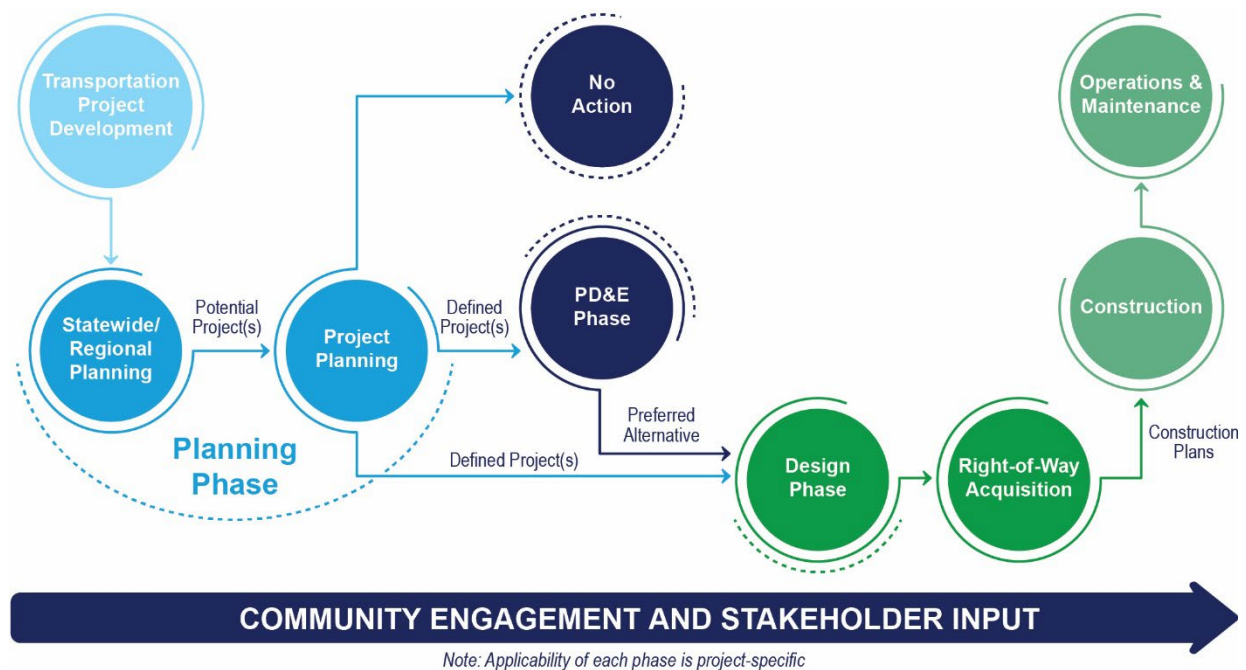 Transportation
Project
Development
No
Action
Operations &
Maintenance
Statewide/
Regional
Planning
Potential
Project(s)
Project
Planning
Defined
Project(s)
PD&E
Phase
Construction
Planning
Phase
Defined Project(s)
Preferred
Alternative
Design
Phase
Right-of-Way
Acquisition
Construction
Plans
COMMUNITY ENGAGEMENT AND STAKEHOLDER INPUT
Note: Applicability of each phase is project-specific